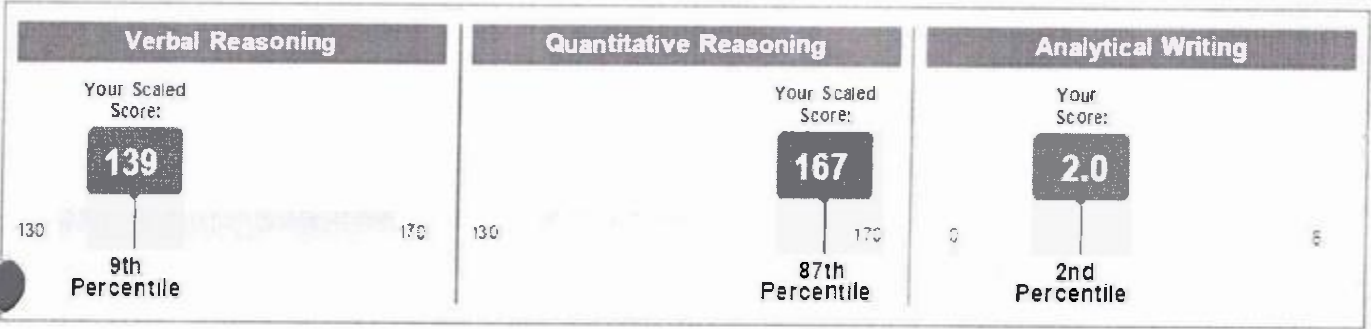 Verbal Reasoning
Your Scaled
Score:
139
130
170
9th
Percentile
Quantitative Reasoning
Your Scaled
Score:
167
130
170
87th
Percentile
Analytical Writing
Your
Score:
2.0
0
6
2nd
Percentile